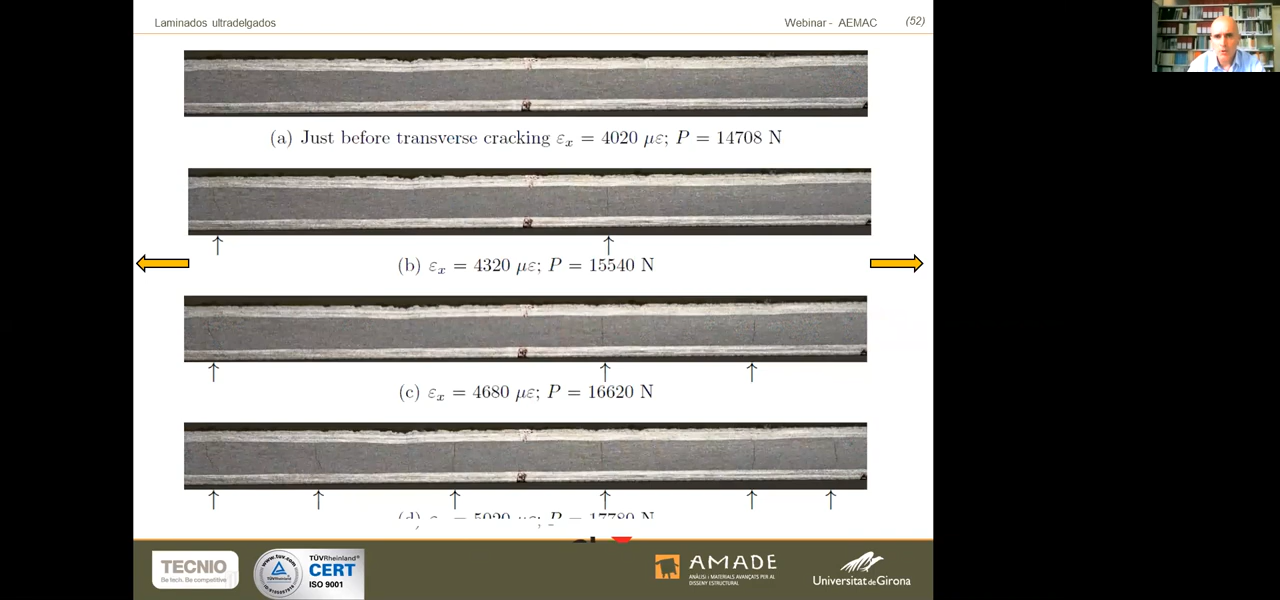 Laminados ultradelgados
Webinar - AEMAC
(52)
(a) Just before transverse cracking εₓ = 4020 με; P = 14708 N
(b) εₓ = 4320 με; P = 15540 N
(c) εₓ = 4680 με; P = 16620 N
(d) εₓ = 5020 με; P = 17780 N
TECNIO
Be tech. Be competitive
TÜVRheinland®
CERT
ISO 9001
AMADE
ANÀLISI I MATERIALS AVANÇATS PER AL
DISSENY ESTRUCTURAL
Universitat de Girona